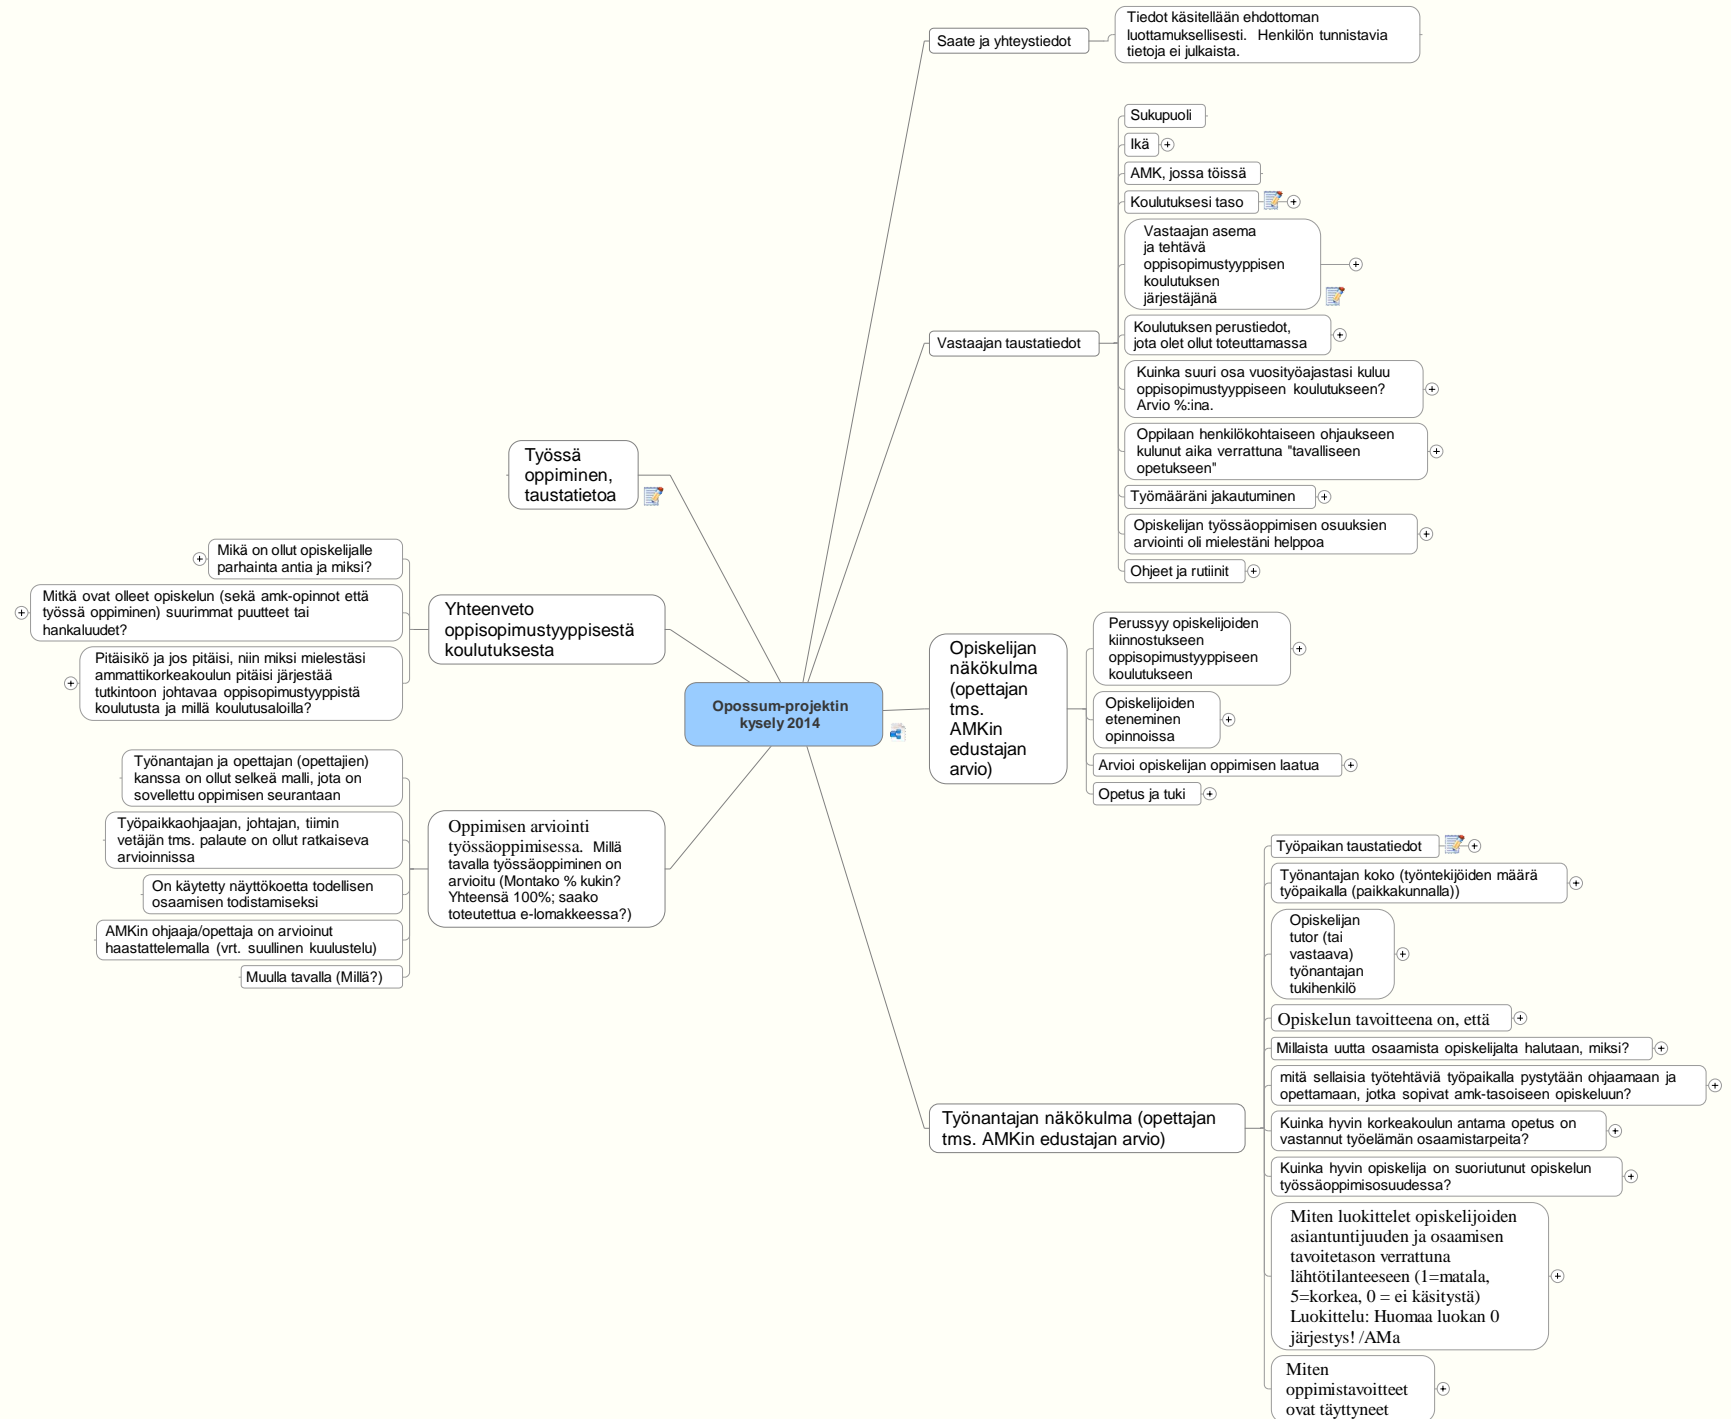 Opossum-projektin
kysely 2014
Saate ja yhteystiedot
Tiedot käsitellään ehdottoman
luottamuksellisesti. Henkilön tunnistavia
tietoja ei julkaista.
Vastaajan taustatiedot
Sukupuoli
Ikä
AMK, jossa töissä
Koulutuksesi taso
Vastaajan asema
ja tehtävä
oppisopimustyyppisen
koulutuksen
järjestäjänä
Koulutuksen perustiedot,
jota olet ollut toteuttamassa
Kuinka suuri osa vuosityöajastasi kuluu
oppisopimustyyppiseen koulutukseen?
Arvio %:ina.
Oppilaan henkilökohtaiseen ohjaukseen
kulunut aika verrattuna "tavalliseen
opetukseen"
Työmääräni jakautuminen
Opiskelijan työssäoppimisen osuuksien
arviointi oli mielestäni helppoa
Ohjeet ja rutiinit
Opiskelijan
näkökulma
(opettajan
tms.
AMKin
edustajan
arvio)
Perussyy opiskelijoiden
kiinnostukseen
oppisopimustyyppiseen
koulutukseen
Opiskelijoiden
eteneminen
opinnoissa
Arvioi opiskelijan oppimisen laatua
Opetus ja tuki
Työnantajan näkökulma (opettajan
tms. AMKin edustajan arvio)
Työpaikan taustatiedot
Työnantajan koko (työntekijöiden määrä
työpaikalla (paikkakunnalla))
Opiskelijan
tutor (tai
vastaava)
työnantajan
tukihenkilö
Opiskelun tavoitteena on, että
Millaista uutta osaamista opiskelijalta halutaan, miksi?
mitä sellaisia työtehtäviä työpaikalla pystytään ohjaamaan ja
opettamaan, jotka sopivat amk-tasoiseen opiskeluun?
Kuinka hyvin korkeakoulun antama opetus on
vastannut työelämän osaamistarpeita?
Kuinka hyvin opiskelija on suoriutunut opiskelun
työssäoppimisosuudessa?
Miten luokittelet opiskelijoiden
asiantuntijuuden ja osaamisen
tavoitetason verrattuna
lähtötilanteeseen (1=matala,
5=korkea, 0 = ei käsitystä)
Luokittelu: Huomaa luokan 0
järjestys! /AMa
Miten
oppimistavoitteet
ovat täyttyneet
Työssä
oppiminen,
taustatietoa
Yhteenveto
oppisopimustyyppisestä
koulutuksesta
Mikä on ollut opiskelijalle
parhainta antia ja miksi?
Mitkä ovat olleet opiskelun (sekä amk-opinnot että
työssä oppiminen) suurimmat puutteet tai
hankaluudet?
Pitäisikö ja jos pitäisi, niin miksi mielestäsi
ammattikorkeakoulun pitäisi järjestää
tutkintoon johtavaa oppisopimustyyppistä
koulutusta ja millä koulutusaloilla?
Oppimisen arviointi
työssäoppimisessa. Millä
tavalla työssäoppiminen on
arvioitu (Montako % kukin?
Yhteensä 100%; saako
toteutettua e-lomakkeessa?)
Työnantajan ja opettajan (opettajien)
kanssa on ollut selkeä malli, jota on
sovellettu oppimisen seurantaan
Työpaikkaohjaajan, johtajan, tiimin
vetäjän tms. palaute on ollut ratkaiseva
arvioinnissa
On käytetty näyttökoetta todellisen
osaamisen todistamiseksi
AMKin ohjaaja/opettaja on arvioinut
haastattelemalla (vrt. suullinen kuulustelu)
Muulla tavalla (Millä?)